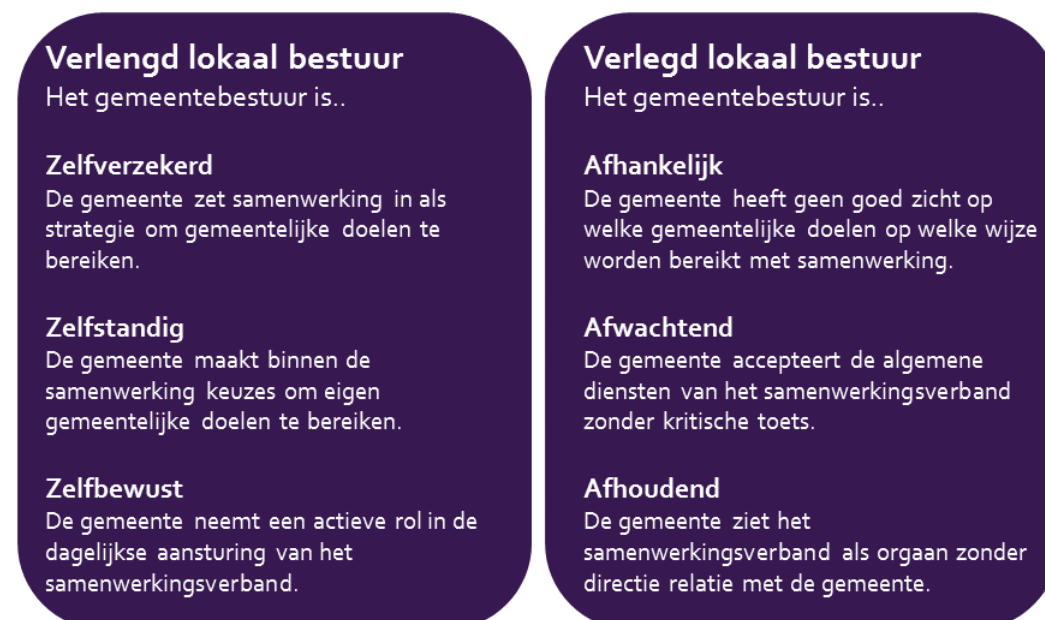 Verlengd lokaal bestuur
Het gemeentebestuur is..
Zelfverzekerd
De gemeente zet samenwerking in als
strategie om gemeentelijke doelen te
bereiken.
Zelfstandig
De gemeente maakt binnen de
samenwerking keuzes om eigen
gemeentelijke doelen te bereiken.
Zelfbewust
De gemeente neemt een actieve rol in de
dagelijkse aansturing van het
samenwerkingsverband.
Verlegd lokaal bestuur
Het gemeentebestuur is..
Afhankelijk
De gemeente heeft geen goed zicht op
welke gemeentelijke doelen op welke wijze
worden bereikt met samenwerking.
Afwachtend
De gemeente accepteert de algemene
diensten van het samenwerkingsverband
zonder kritische toets.
Afhoudend
De gemeente ziet het
samenwerkingsverband als orgaan zonder
directie relatie met de gemeente.